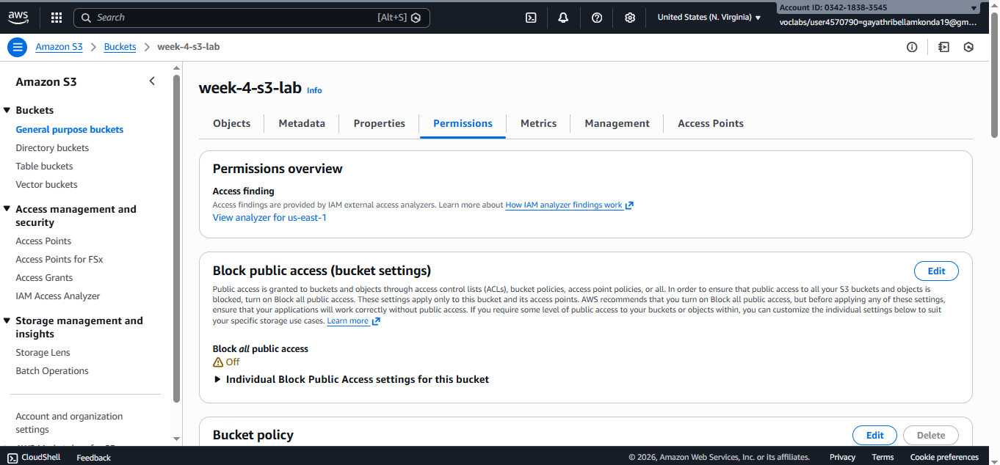 aws
Search [Alt+S]
United States (N. Virginia)
Account ID: 0342-1838-3545
voclabs/user4570790=gayathribellamkonda19@gm...
Amazon S3 > Buckets > week-4-s3-lab
Amazon S3
Buckets
General purpose buckets
Directory buckets
Table buckets
Vector buckets
Access management and
security
Access Points
Access Points for FSx
Access Grants
IAM Access Analyzer
Storage management and
insights
Storage Lens
Batch Operations
Account and organization
settings
week-4-s3-lab Info
Objects
Metadata
Properties
Permissions
Metrics
Management
Access Points
Permissions overview
Access finding
Access findings are provided by IAM external access analyzers. Learn more about How IAM analyzer findings work
View analyzer for us-east-1
Block public access (bucket settings)
Edit
Public access is granted to buckets and objects through access control lists (ACLs), bucket policies, access point policies, or all. In order to ensure that public access to all your S3 buckets and objects is
blocked, turn on Block all public access. These settings apply only to this bucket and its access points. AWS recommends that you turn on Block all public access, but before applying any of these settings,
ensure that your applications will work correctly without public access. If you require some level of public access to your buckets or objects within, you can customize the individual settings below to suit
your specific storage use cases. Learn more
Block all public access
Off
Individual Block Public Access settings for this bucket
Bucket policy
Edit
Delete
CloudShell
Feedback
© 2026, Amazon Web Services, Inc. or its affiliates.
Privacy
Terms
Cookie preferences